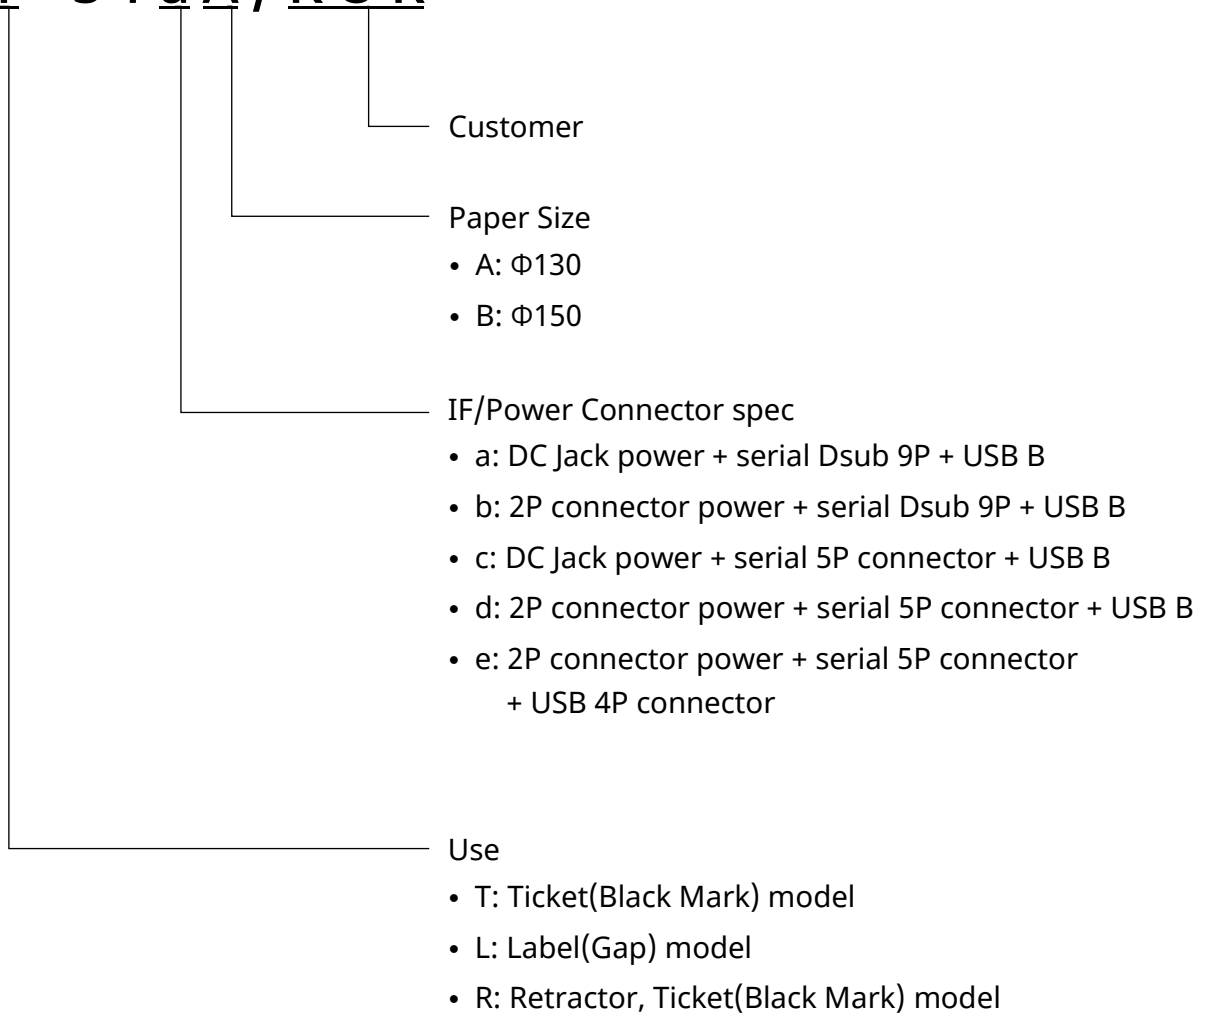 Customer
Paper Size
• A: Φ130
• B: Φ150
IF/Power Connector spec
• a: DC Jack power + serial Dsub 9P + USB B
• b: 2P connector power + serial Dsub 9P + USB B
• c: DC Jack power + serial 5P connector + USB B
• d: 2P connector power + serial 5P connector + USB B
• e: 2P connector power + serial 5P connector
+ USB 4P connector
Use
• T: Ticket(Black Mark) model
• L: Label(Gap) model
• R: Retractor, Ticket(Black Mark) model